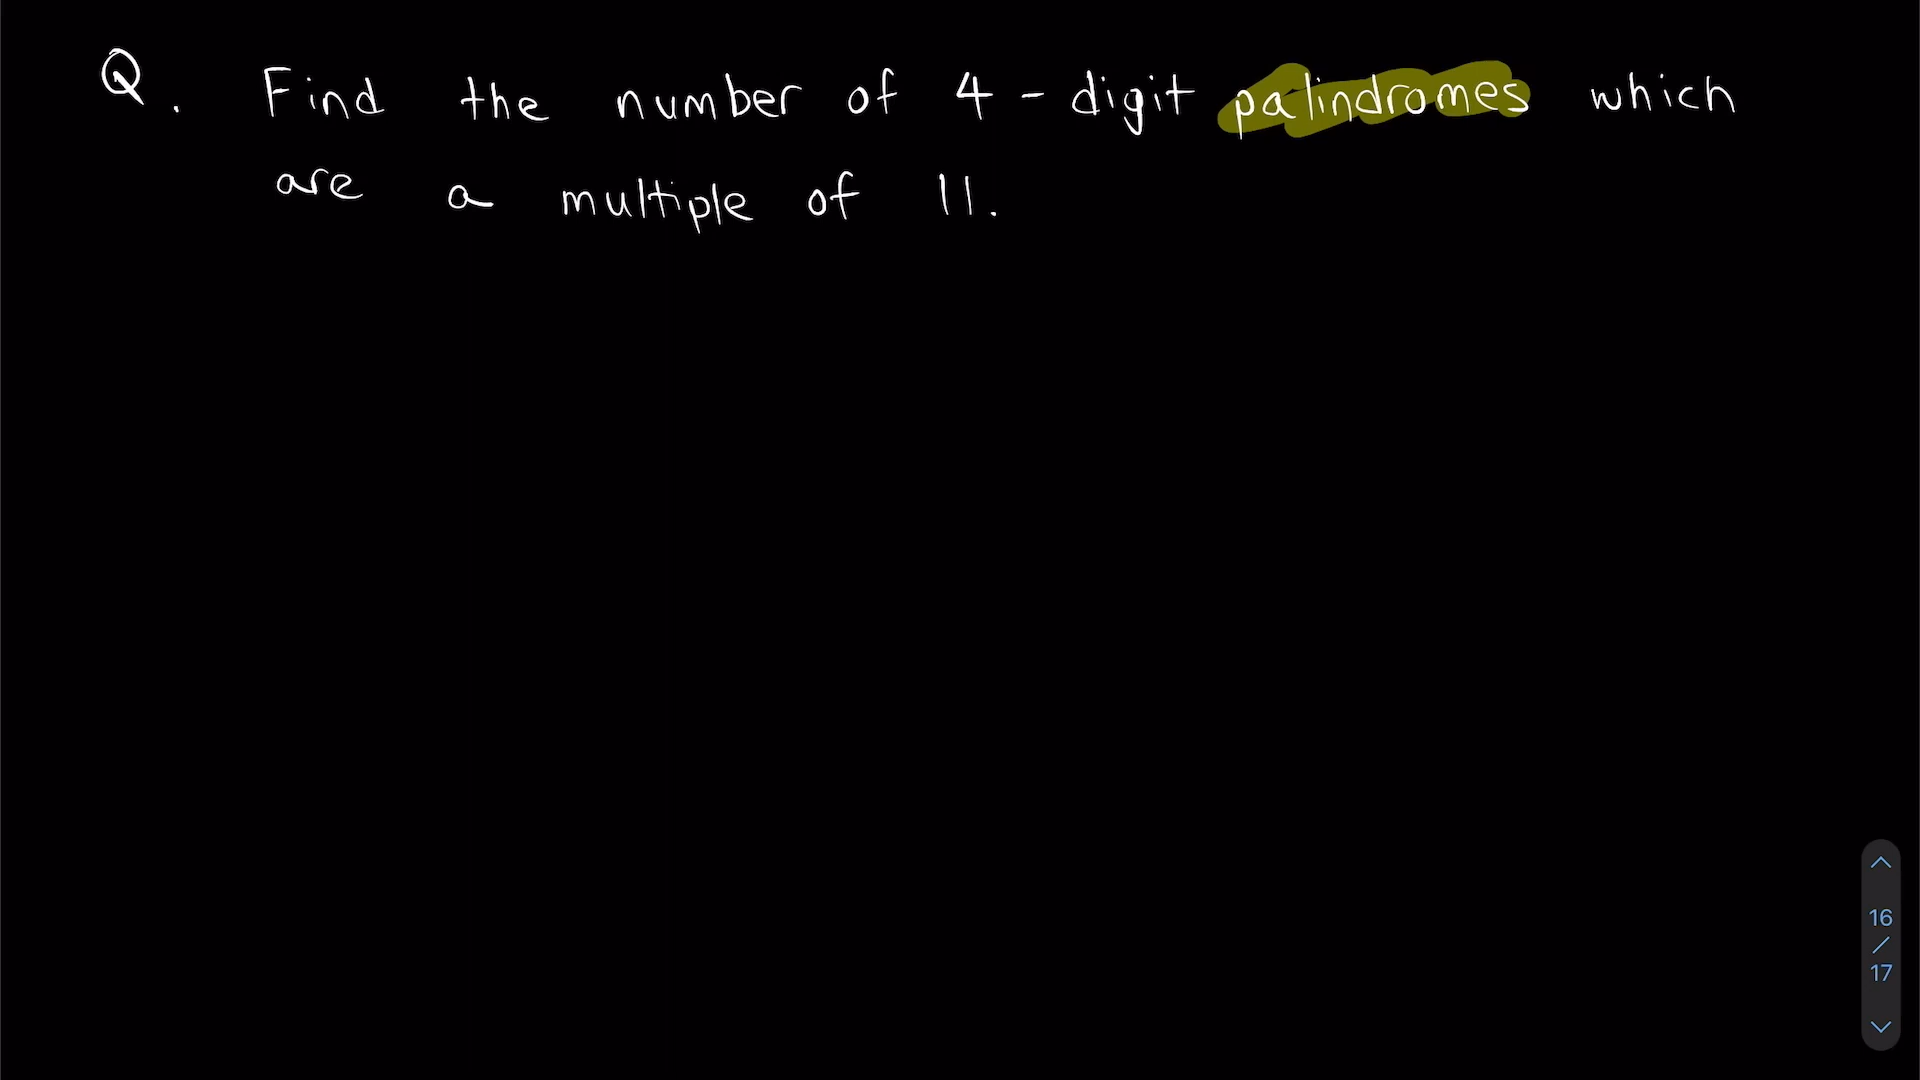 Q. Find the number of 4-digit palindromes which
are a multiple of 11.
16
/
17